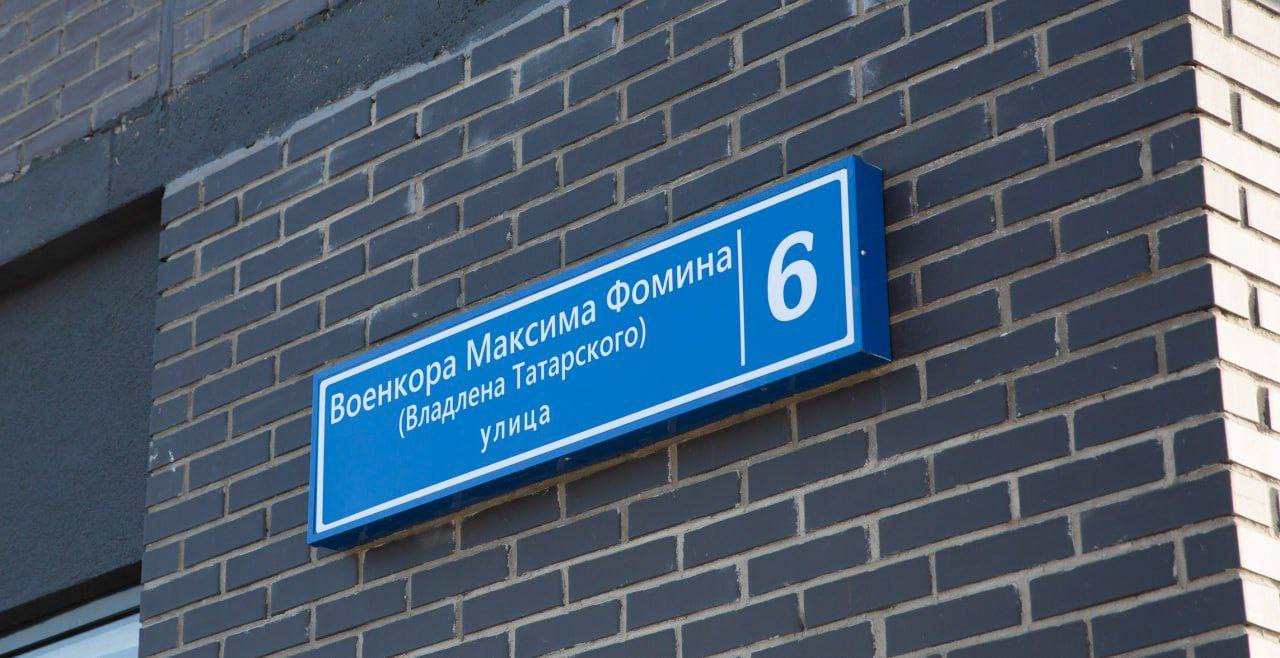 Военкора Максима Фомина
(Владлена Татарского)
улица
6